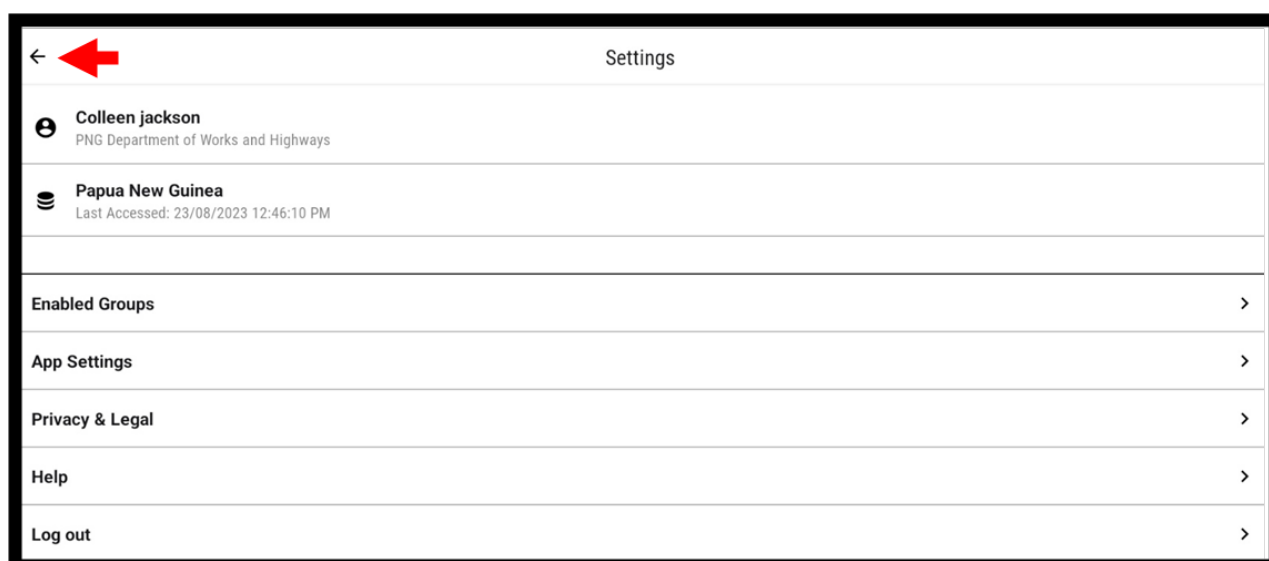 Settings
Colleen jackson
PNG Department of Works and Highways
Papua New Guinea
Last Accessed: 23/08/2023 12:46:10 PM
Enabled Groups
App Settings
Privacy & Legal
Help
Log out